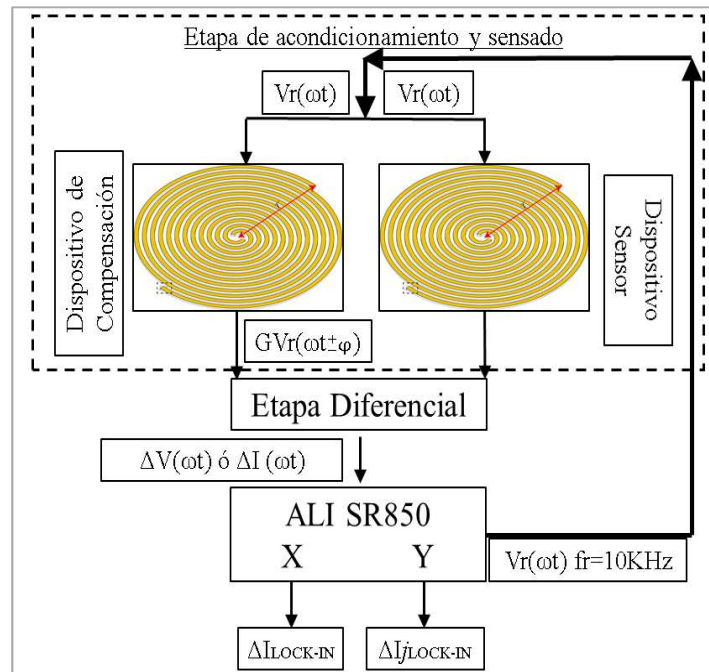 Etapa de acondicionamiento y sensado
Vr(ωt)
Vr(ωt)
Dispositivo de
Compensación
r
r
Dispositivo
Sensor
GVr(ωt±φ)
Etapa Diferencial
ΔV(ωt) ó ΔI (ωt)
ALI SR850
X Y
Vr(ωt) fr=10KHz
ΔILOCK-IN
ΔIjLOCK-IN